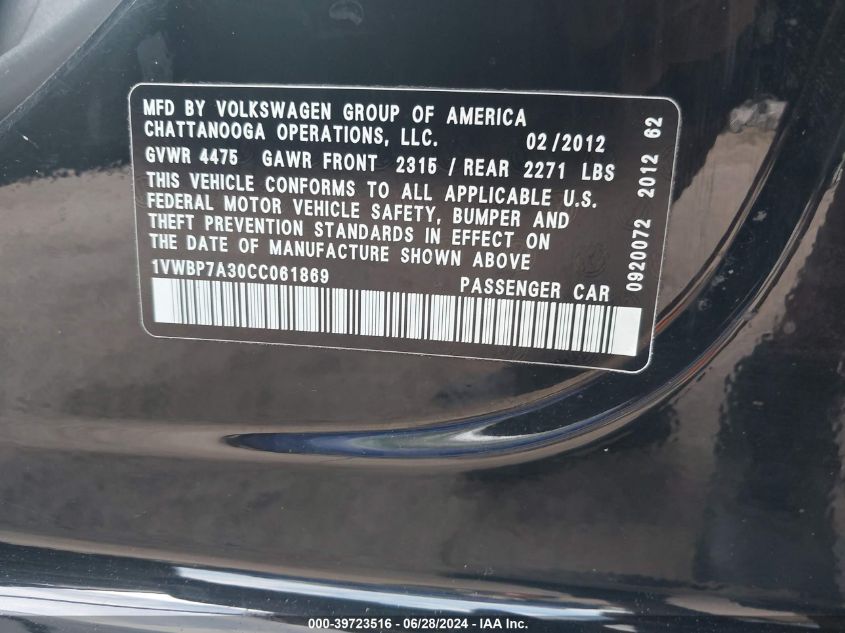 MFD BY VOLKSWAGEN GROUP OF AMERICA
CHATTANOOGA OPERATIONS, LLC. 02/2012
GVWR 4475 GAWR FRONT 2315 / REAR 2271 LBS
THIS VEHICLE CONFORMS TO ALL APPLICABLE U.S.
FEDERAL MOTOR VEHICLE SAFETY, BUMPER AND
THEFT PREVENTION STANDARDS IN EFFECT ON
THE DATE OF MANUFACTURE SHOWN ABOVE
1VWBP7A30CC061869 PASSENGER CAR
0920072 2012 62
000-39723516 - 06/28/2024 - IAA Inc.